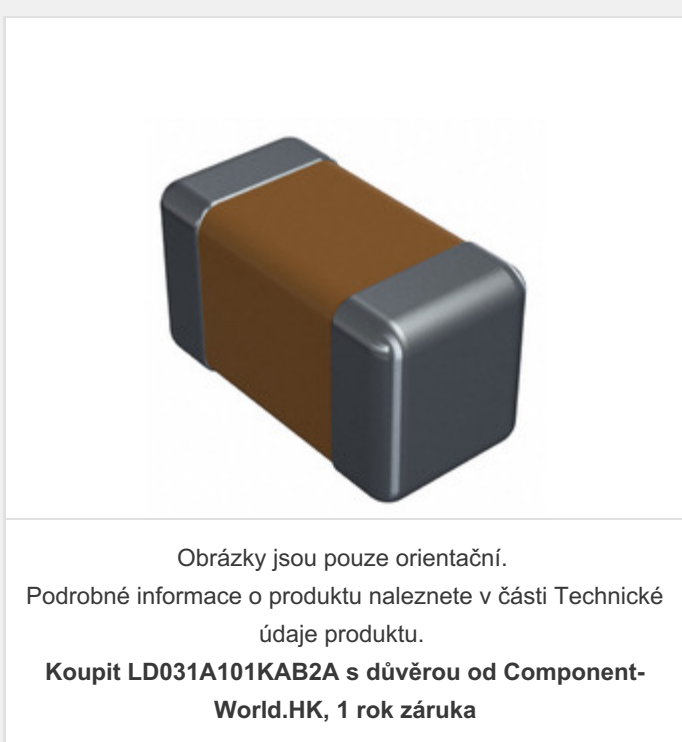 Obrázky jsou pouze orientační.
Podrobné informace o produktu naleznete v části Technické
údaje produktu.
Koupit LD031A101KAB2A s důvěrou od Component-
World.HK, 1 rok záruka